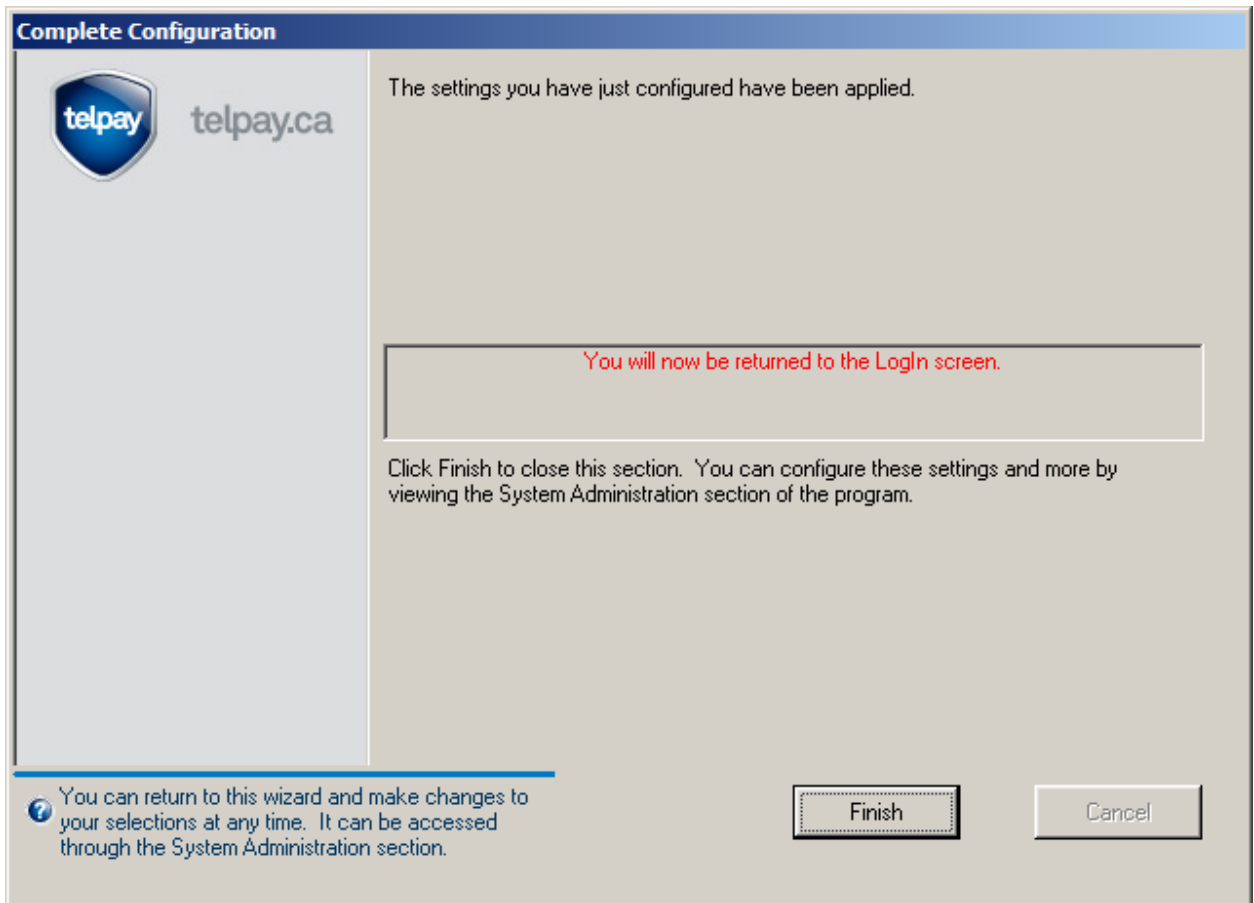 Complete Configuration
telpay
telpay.ca
The settings you have just configured have been applied.
You will now be returned to the LogIn screen.
Click Finish to close this section.  You can configure these settings and more by
viewing the System Administration section of the program.
You can return to this wizard and make changes to
your selections at any time.  It can be accessed
through the System Administration section.
Finish
Cancel